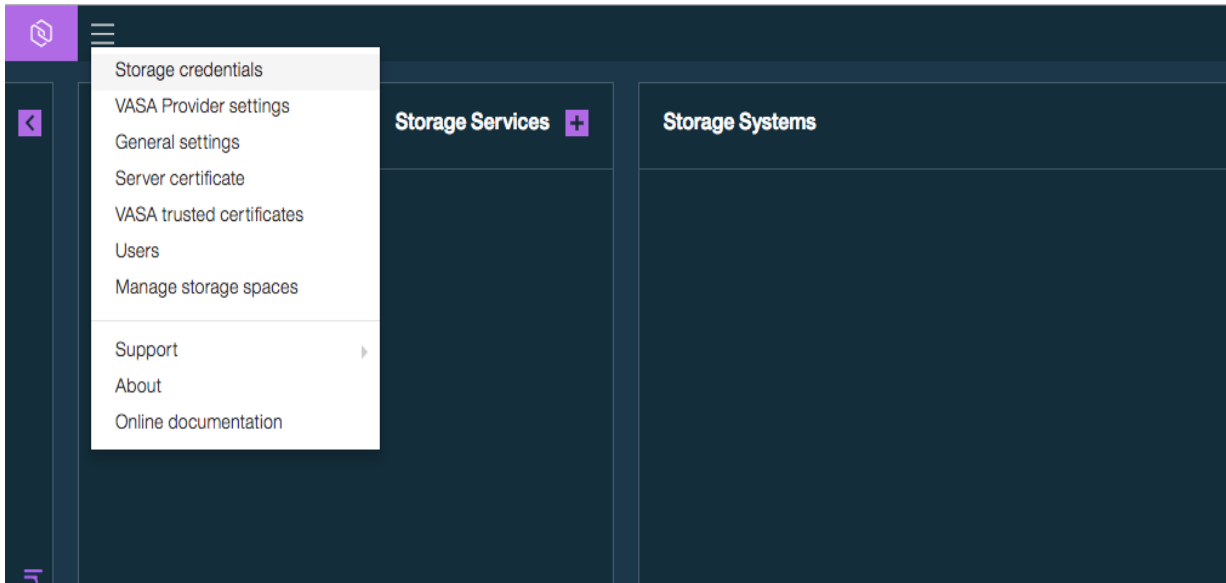 Storage credentials
VASA Provider settings
General settings
Server certificate
VASA trusted certificates
Users
Manage storage spaces
Support
About
Online documentation
Storage Services
Storage Systems